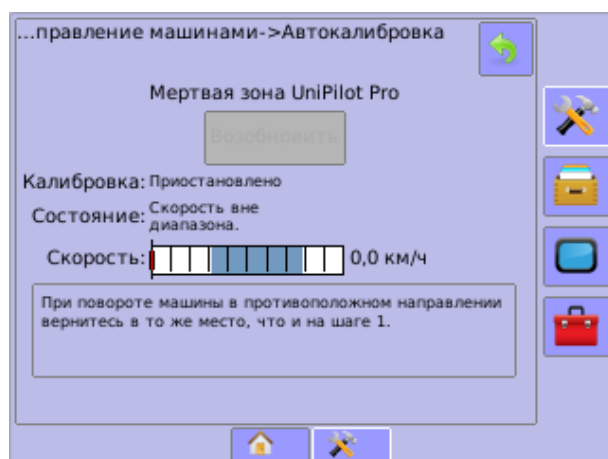 ...правление машинами->Автокалибровка
Мертвая зона UniPilot Pro
Возобновить
Калибровка: Приостановлено
Состояние: Скорость вне
диапазона.
Скорость: 0,0 км/ч
При повороте машины в противоположном направлении
вернитесь в то же место, что и на шаге 1.